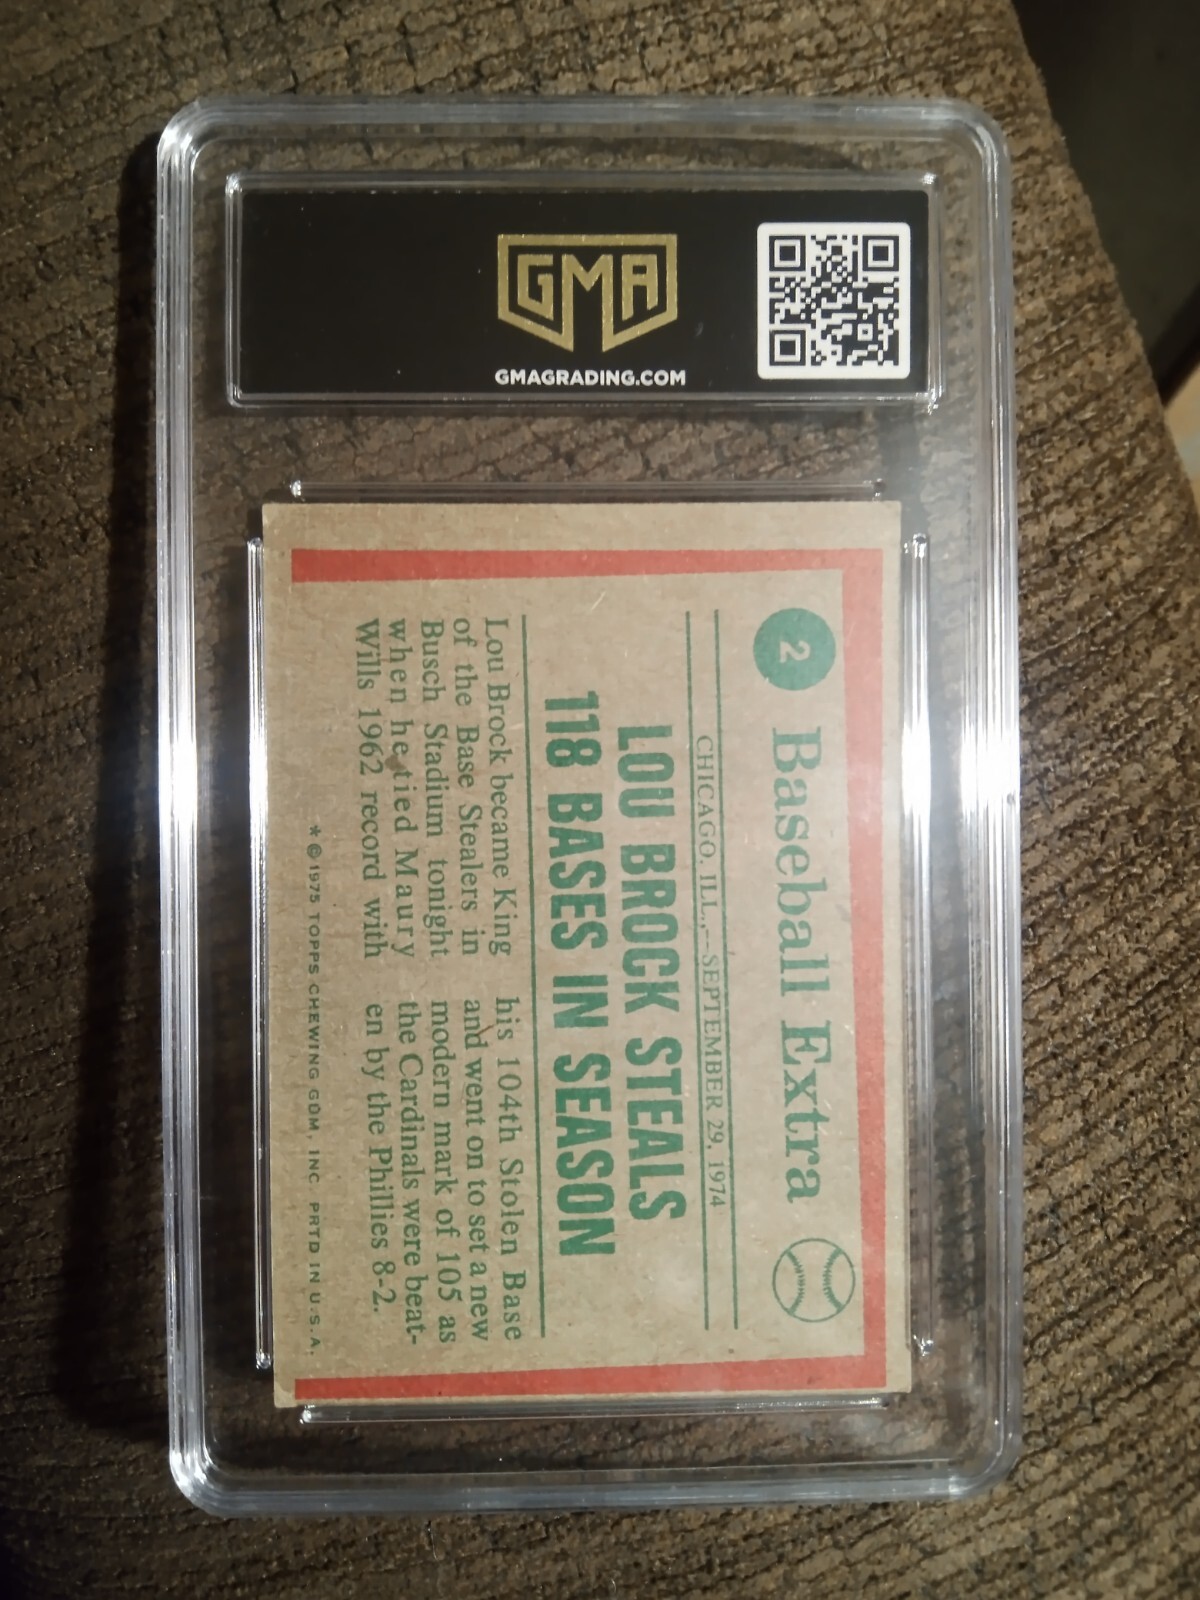 GMA
GMAGRADING.COM
2
Baseball Extra
CHICAGO, ILL.,--SEPTEMBER 29, 1974
LOU BROCK STEALS
118 BASES IN SEASON
Lou Brock became King
of the Base Stealers in
Busch Stadium tonight
when he tied Maury
Wills 1962 record with
his 104th Stolen Base
and went on to set a new
modern mark of 105 as
the Cardinals were beat-
en by the Phillies 8-2.
* © 1975 TOPPS CHEWING GUM, INC. PRTD IN U.S.A.